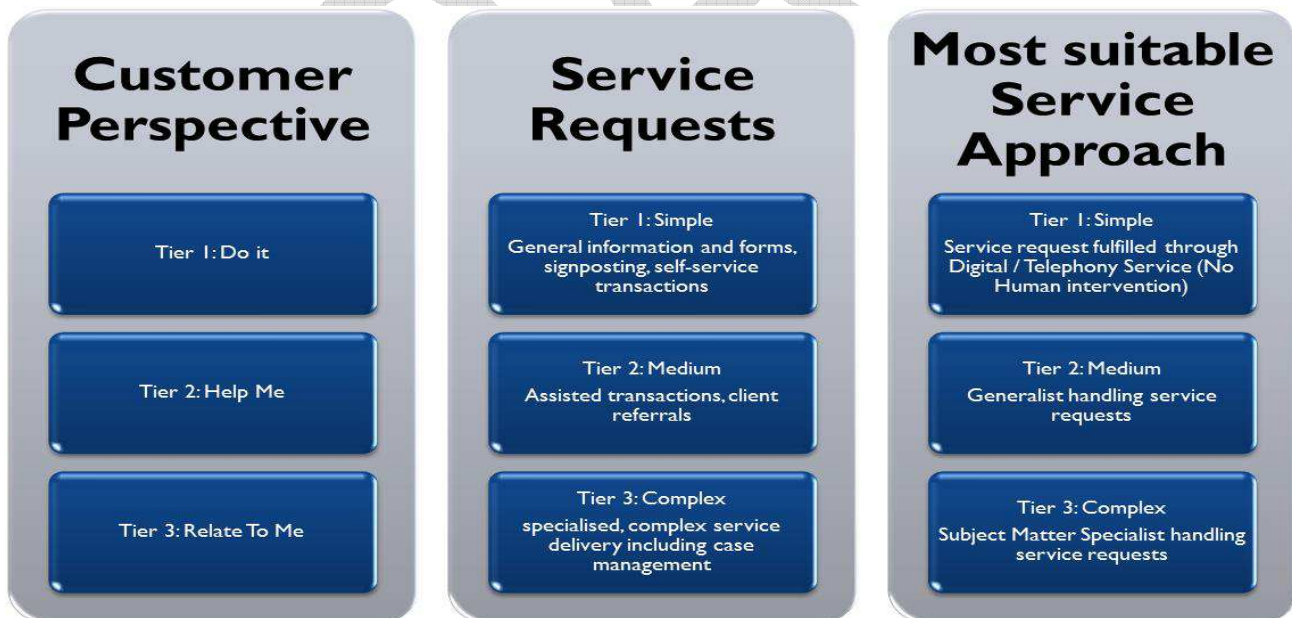 Customer
Perspective
Tier 1: Do it
Tier 2: Help Me
Tier 3: Relate To Me
Service
Requests
Tier 1: Simple
General information and forms,
signposting, self-service
transactions
Tier 2: Medium
Assisted transactions, client
referrals
Tier 3: Complex
specialised, complex service
delivery including case
management
Most suitable
Service
Approach
Tier 1: Simple
Service request fulfilled through
Digital / Telephony Service (No
Human intervention)
Tier 2: Medium
Generalist handling service
requests
Tier 3: Complex
Subject Matter Specialist handling
service requests